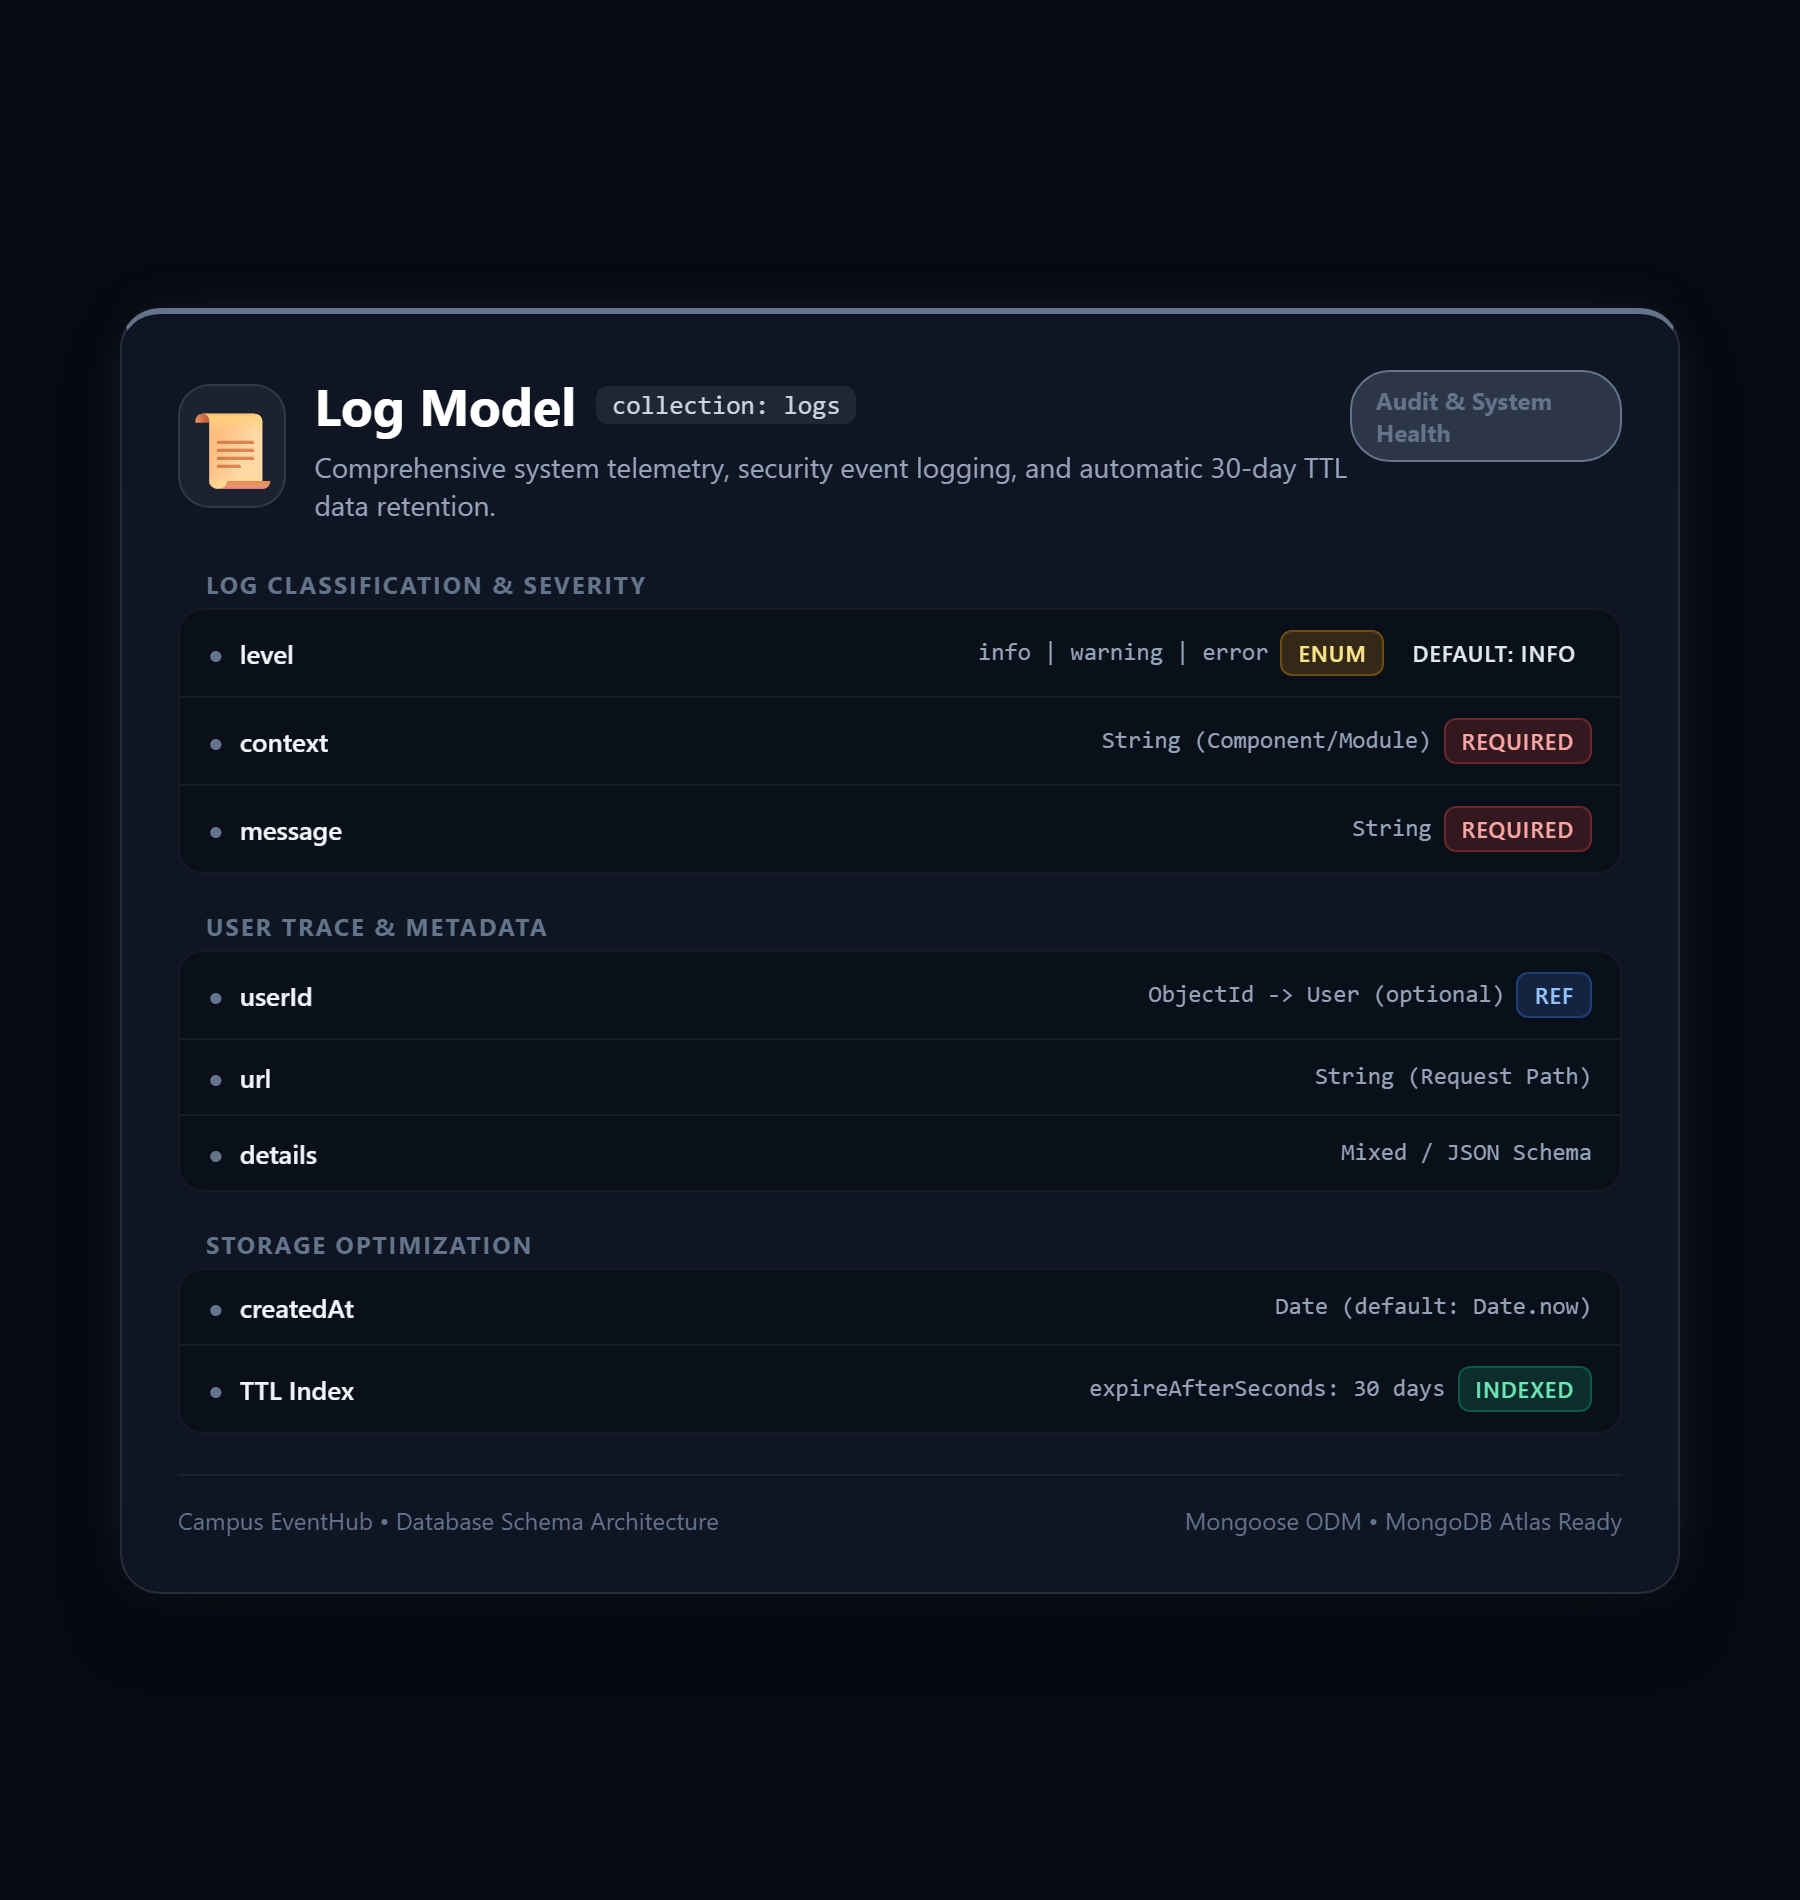 Log Model collection: logs
Audit & System
Health
Comprehensive system telemetry, security event logging, and automatic 30-day TTL
data retention.
LOG CLASSIFICATION & SEVERITY
level info | warning | error ENUM DEFAULT: INFO
context String (Component/Module) REQUIRED
message String REQUIRED
USER TRACE & METADATA
userId ObjectId -> User (optional) REF
url String (Request Path)
details Mixed / JSON Schema
STORAGE OPTIMIZATION
createdAt Date (default: Date.now)
TTL Index expireAfterSeconds: 30 days INDEXED
Campus EventHub • Database Schema Architecture
Mongoose ODM • MongoDB Atlas Ready